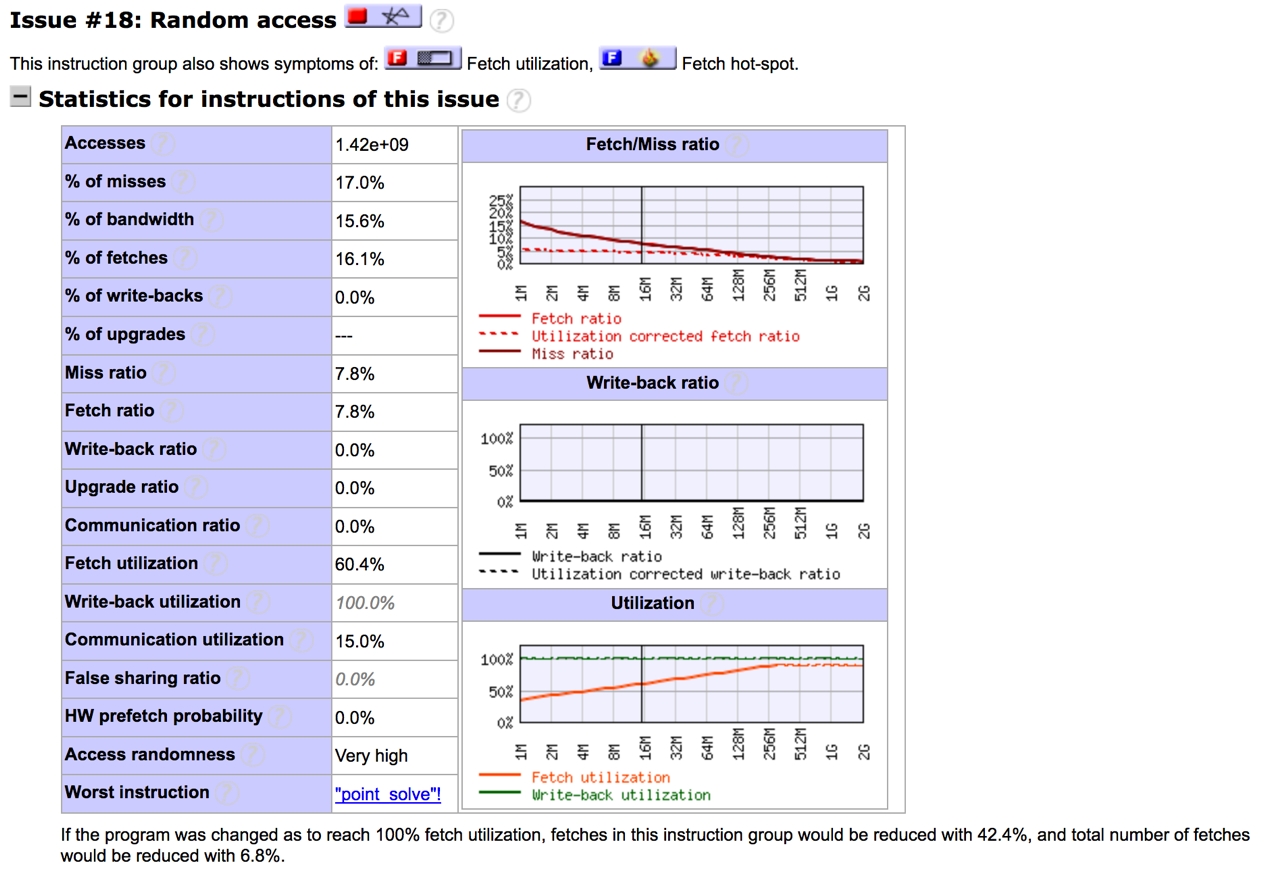 Issue #18: Random access ?
This instruction group also shows symptoms of: F Fetch utilization, F Fetch hot-spot.
− Statistics for instructions of this issue ?
Accesses ? 1.42e+09
% of misses ? 17.0%
% of bandwidth ? 15.6%
% of fetches ? 16.1%
% of write-backs ? 0.0%
% of upgrades ? ---
Miss ratio ? 7.8%
Fetch ratio ? 7.8%
Write-back ratio ? 0.0%
Upgrade ratio ? 0.0%
Communication ratio ? 0.0%
Fetch utilization ? 60.4%
Write-back utilization ? 100.0%
Communication utilization ? 15.0%
False sharing ratio ? 0.0%
HW prefetch probability ? 0.0%
Access randomness ? Very high
Worst instruction ? "point_solve"!
Fetch/Miss ratio ?
25%
20%
15%
10%
5%
0%
1M 2M 4M 8M 16M 32M 64M 128M 256M 512M 1G 2G
Fetch ratio
Utilization corrected fetch ratio
Miss ratio
Write-back ratio ?
100%
50%
0%
1M 2M 4M 8M 16M 32M 64M 128M 256M 512M 1G 2G
Write-back ratio
Utilization corrected write-back ratio
Utilization ?
100%
50%
0%
1M 2M 4M 8M 16M 32M 64M 128M 256M 512M 1G 2G
Fetch utilization
Write-back utilization
If the program was changed as to reach 100% fetch utilization, fetches in this instruction group would be reduced with 42.4%, and total number of fetches
would be reduced with 6.8%.